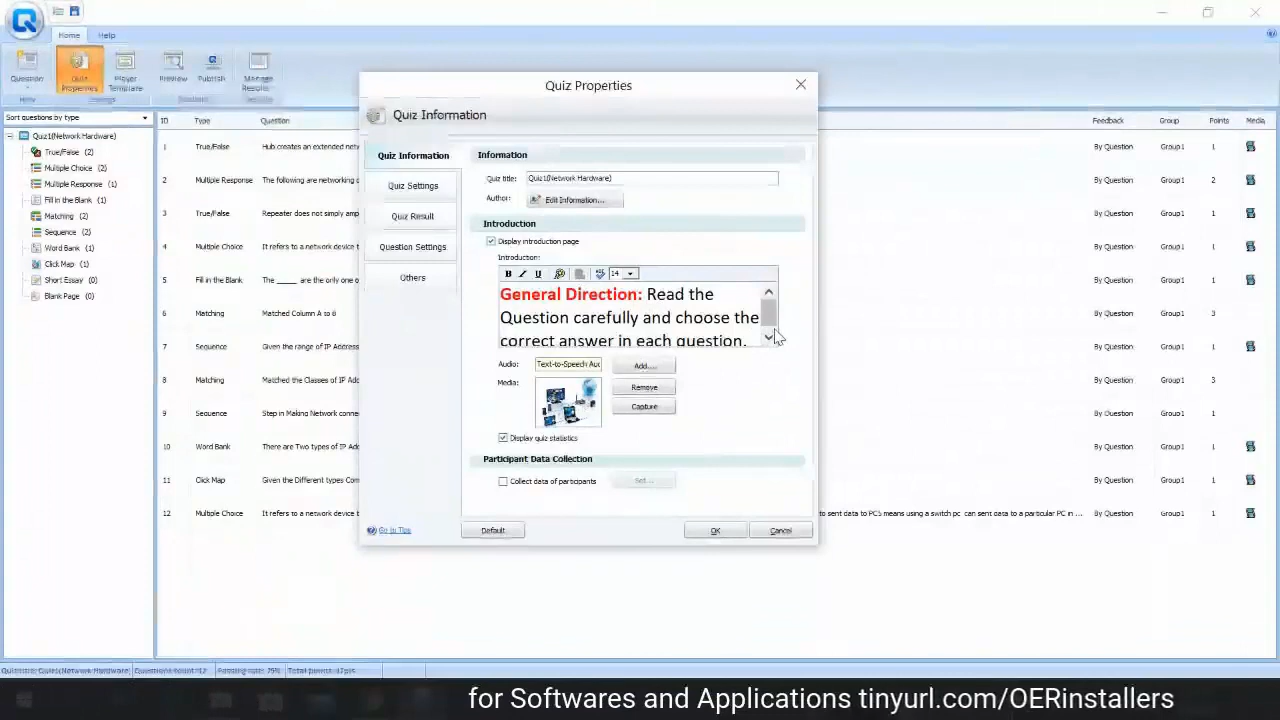 Home Help
Question
Quiz
Properties
Player
Template
Preview
Publish
Manage
Results
Sort questions by type
Quiz1(Network Hardware)
True/False (2)
Multiple Choice (2)
Multiple Response (1)
Fill in the Blank (1)
Matching (2)
Sequence (2)
Word Bank (1)
Click Map (1)
Short Essay (0)
Blank Page (0)
ID Type Question Feedback Group Points Media
1 True/False Hub creates an extended net By Question Group1 1
2 Multiple Response The following are networking By Question Group1 2
3 True/False Repeater does not simply amp By Question Group1 1
4 Multiple Choice It refers to a network device t By Question Group1 1
5 Fill in the Blank The _____ are the only one o By Question Group1 1
6 Matching Matched Column A to B By Question Group1 3
7 Sequence Given the range of IP Address By Question Group1 1
8 Matching Matched the Classes of IP Ad By Question Group1 3
9 Sequence Step in Making Network conne By Question Group1 1
10 Word Bank There are Two types of IP Ad By Question Group1 1
11 Click Map Given the Different types Com By Question Group1 1
12 Multiple Choice It refers to a network device t to sent data to PCS means using a switch pc can sent data to a particular PC in ... By Question Group1 1
Quiz Properties
Quiz Information
Quiz Information
Quiz Settings
Quiz Result
Question Settings
Others
Information
Quiz title: Quiz1(Network Hardware)
Author: Edit Information...
Introduction
Display introduction page
Introduction:
B U 14
General Direction: Read the
Question carefully and choose the
correct answer in each question.
Audio: Text-to-Speech Au Add...
Media: Remove
Capture
Display quiz statistics
Participant Data Collection
Collect data of participants Set...
Go to Tips Default OK Cancel
for Softwares and Applications tinyurl.com/OERinstallers